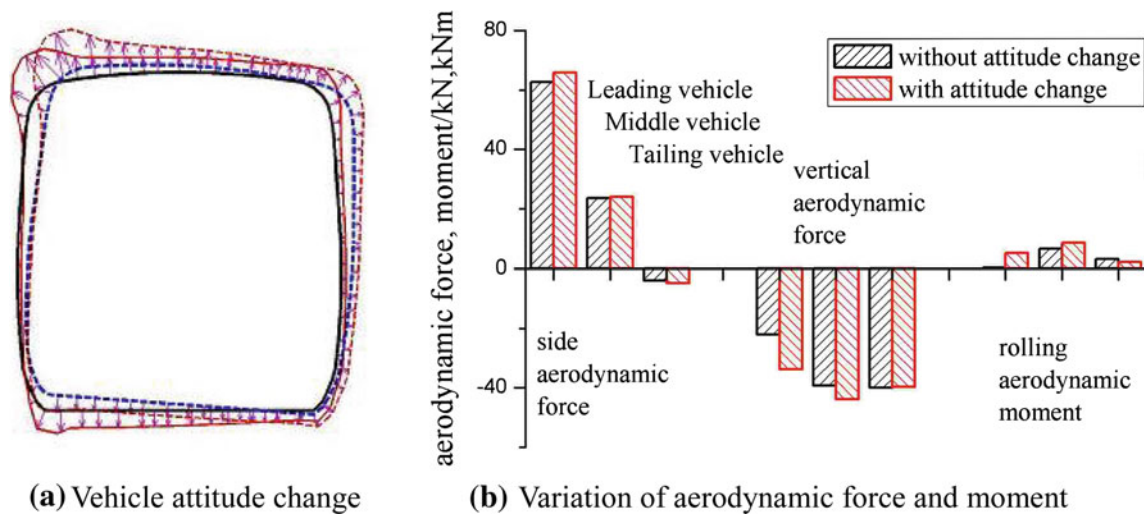 80
40
0
-40
aerodynamic force, moment/kN,kNm
without attitude change
with attitude change
Leading vehicle
Middle vehicle
Tailing vehicle
vertical
aerodynamic
force
side
aerodynamic
force
rolling
aerodynamic
moment
(a) Vehicle attitude change
(b) Variation of aerodynamic force and moment